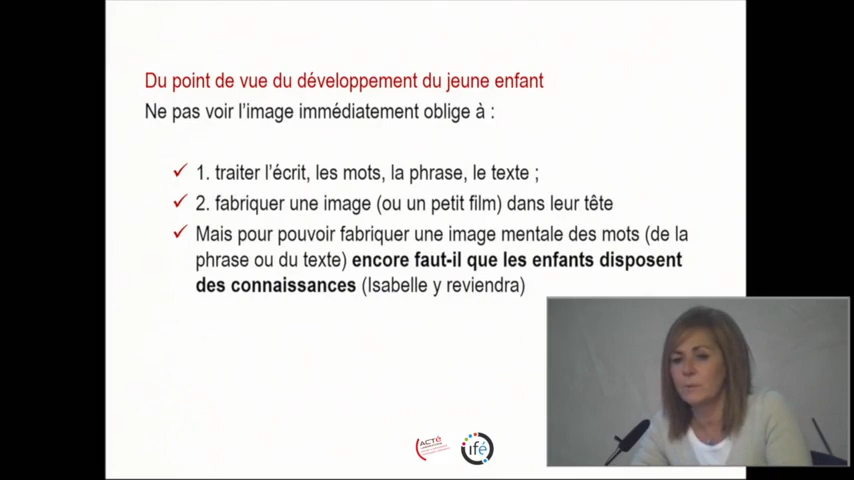 Du point de vue du développement du jeune enfant
Ne pas voir l'image immédiatement oblige à :
1. traiter l'écrit, les mots, la phrase, le texte ;
2. fabriquer une image (ou un petit film) dans leur tête
Mais pour pouvoir fabriquer une image mentale des mots (de la
phrase ou du texte) encore faut-il que les enfants disposent
des connaissances (Isabelle y reviendra)
ACTé
ifé